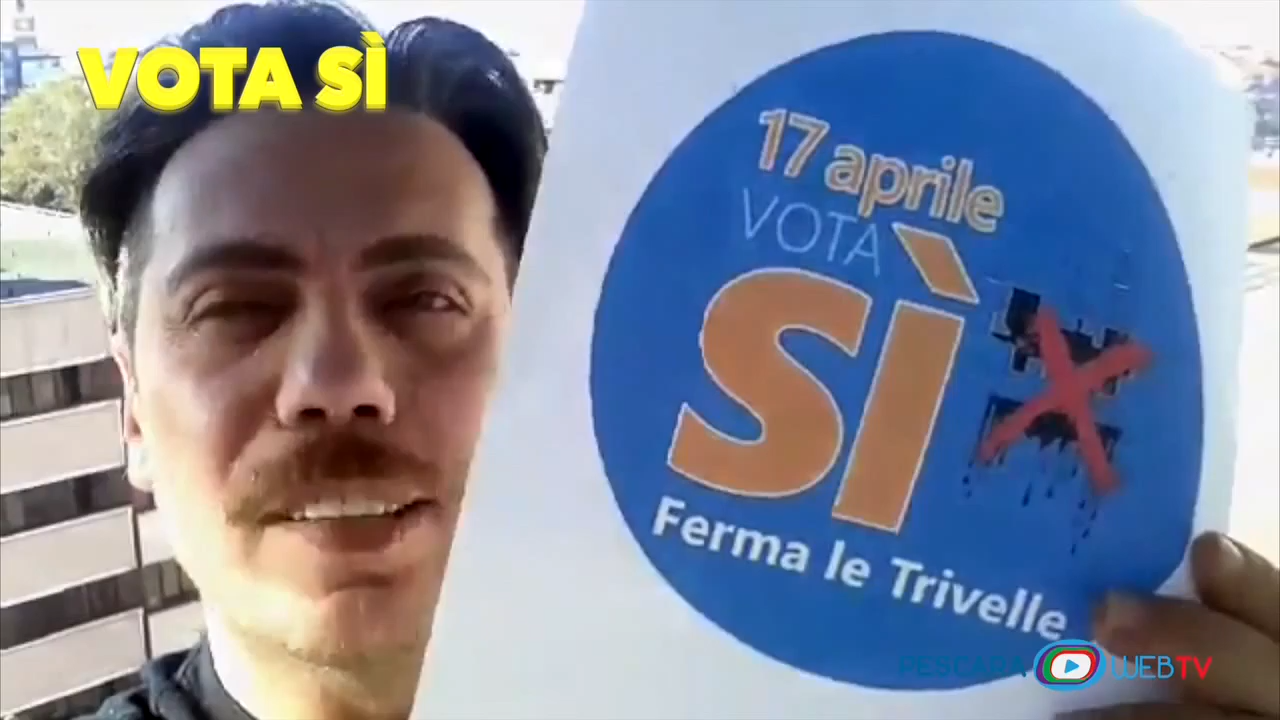 VOTA SÌ
17 aprile
VOTA
SÌ
Ferma le Trivelle
PESCARA WEBTV